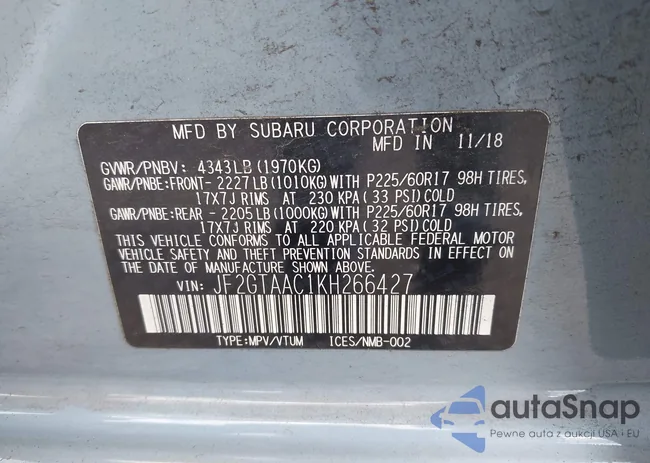 MFD BY SUBARU CORPORATION
MFD IN 11/18
GVWR/PNBV: 4343LB (1970KG)
GAWR/PNBE: FRONT- 2227LB (1010KG) WITH P225/60R17 98H TIRES,
17X7J RIMS AT 230 KPA (33 PSI) COLD
GAWR/PNBE: REAR - 2205LB (1000KG) WITH P225/60R17 98H TIRES,
17X7J RIMS AT 220 KPA (32 PSI) COLD
THIS VEHICLE CONFORMS TO ALL APPLICABLE FEDERAL MOTOR
VEHICLE SAFETY AND THEFT PREVENTION STANDARDS IN EFFECT ON
THE DATE OF MANUFACTURE SHOWN ABOVE.
VIN: JF2GTAAC1KH266427
TYPE:MPV/VTUM ICES/NMB-002
autaSnap
Pewne auta z aukcji USA i EU